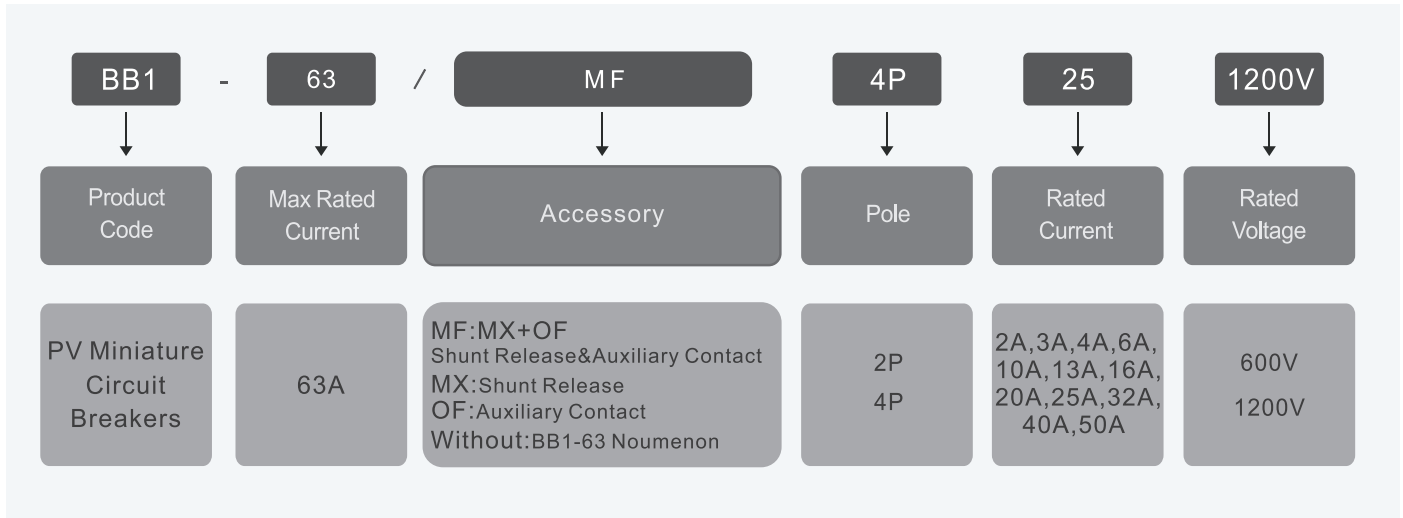 BB1 - 63 / MF 4P 25 1200V
Product
Code
Max Rated
Current
Accessory
Pole
Rated
Current
Rated
Voltage
PV Miniature
Circuit
Breakers
63A
MF:MX+OF
Shunt Release&Auxiliary Contact
MX:Shunt Release
OF:Auxiliary Contact
Without:BB1-63 Noumenon
2P
4P
2A,3A,4A,6A,
10A,13A,16A,
20A,25A,32A,
40A,50A
600V
1200V